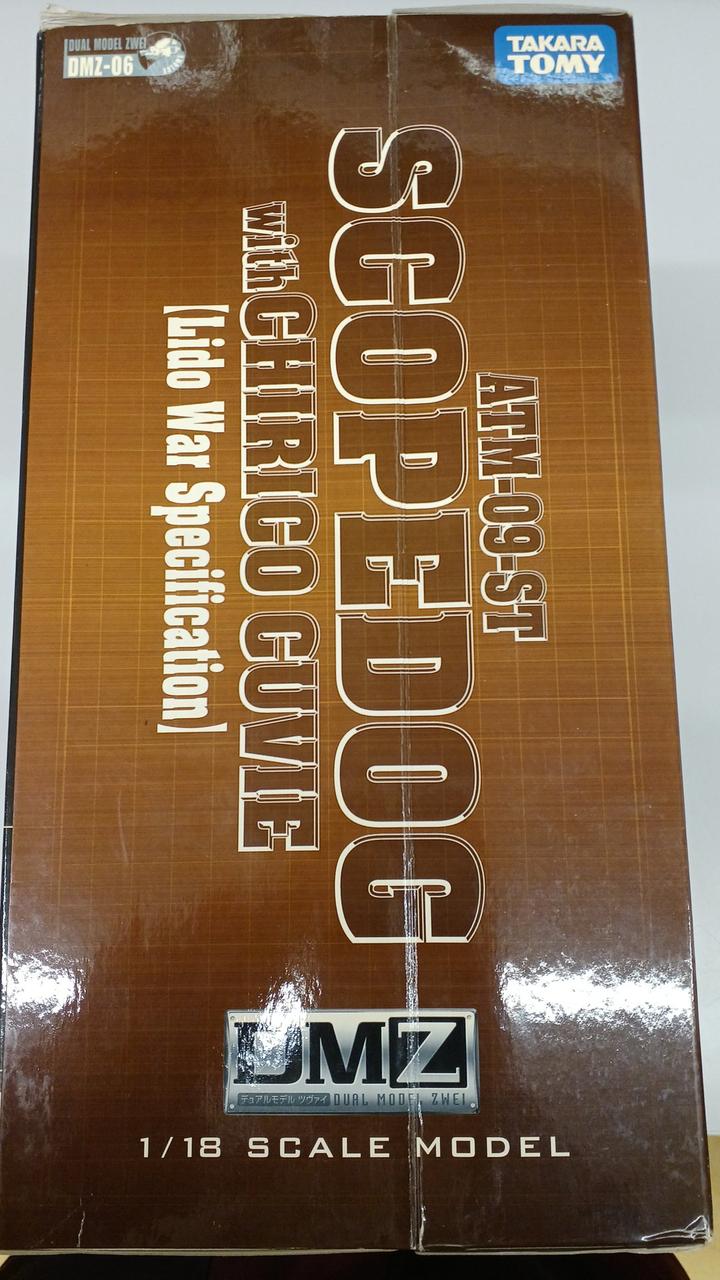 DUAL MODEL ZWEI
DMZ-06
TAKARA
TOMY
ATM-09-ST
SCOPEDOG
with CHIRICO CUVIE
[Lido War Specification]
DMZ
デュアルモデル ツヴァイ DUAL MODEL ZWEI
1/18 SCALE MODEL